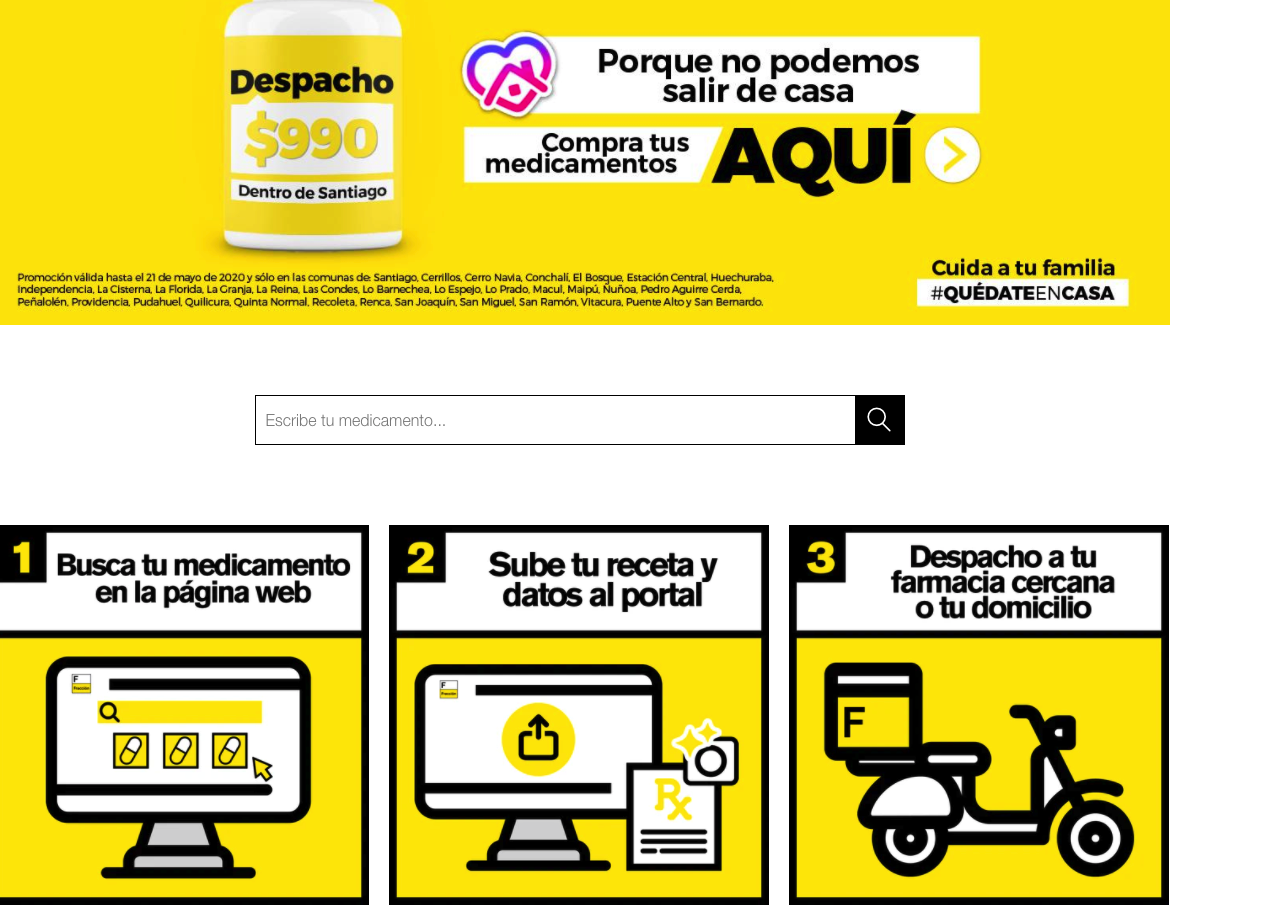 Despacho
$990
Dentro de Santiago
Porque no podemos
salir de casa
Compra tus
medicamentos
AQUÍ
Promoción válida hasta el 21 de mayo de 2020 y sólo en las comunas de: Santiago, Cerrillos, Cerro Navia, Conchalí, El Bosque, Estación Central, Huechuraba,
Independencia, La Cisterna, La Florida, La Granja, La Reina, Las Condes, Lo Barnechea, Lo Espejo, Lo Prado, Macul, Maipú, Ñuñoa, Pedro Aguirre Cerda,
Peñalolén, Providencia, Pudahuel, Quilicura, Quinta Normal, Recoleta, Renca, San Joaquín, San Miguel, San Ramón, Vitacura, Puente Alto y San Bernardo.
Cuida a tu familia
#QUÉDATEENCASA
Escribe tu medicamento...
1
Busca tu medicamento
en la página web
F
Fracción
2
Sube tu receta y
datos al portal
F
Fracción
Rx
3
Despacho a tu
farmacia cercana
o tu domicilio
F